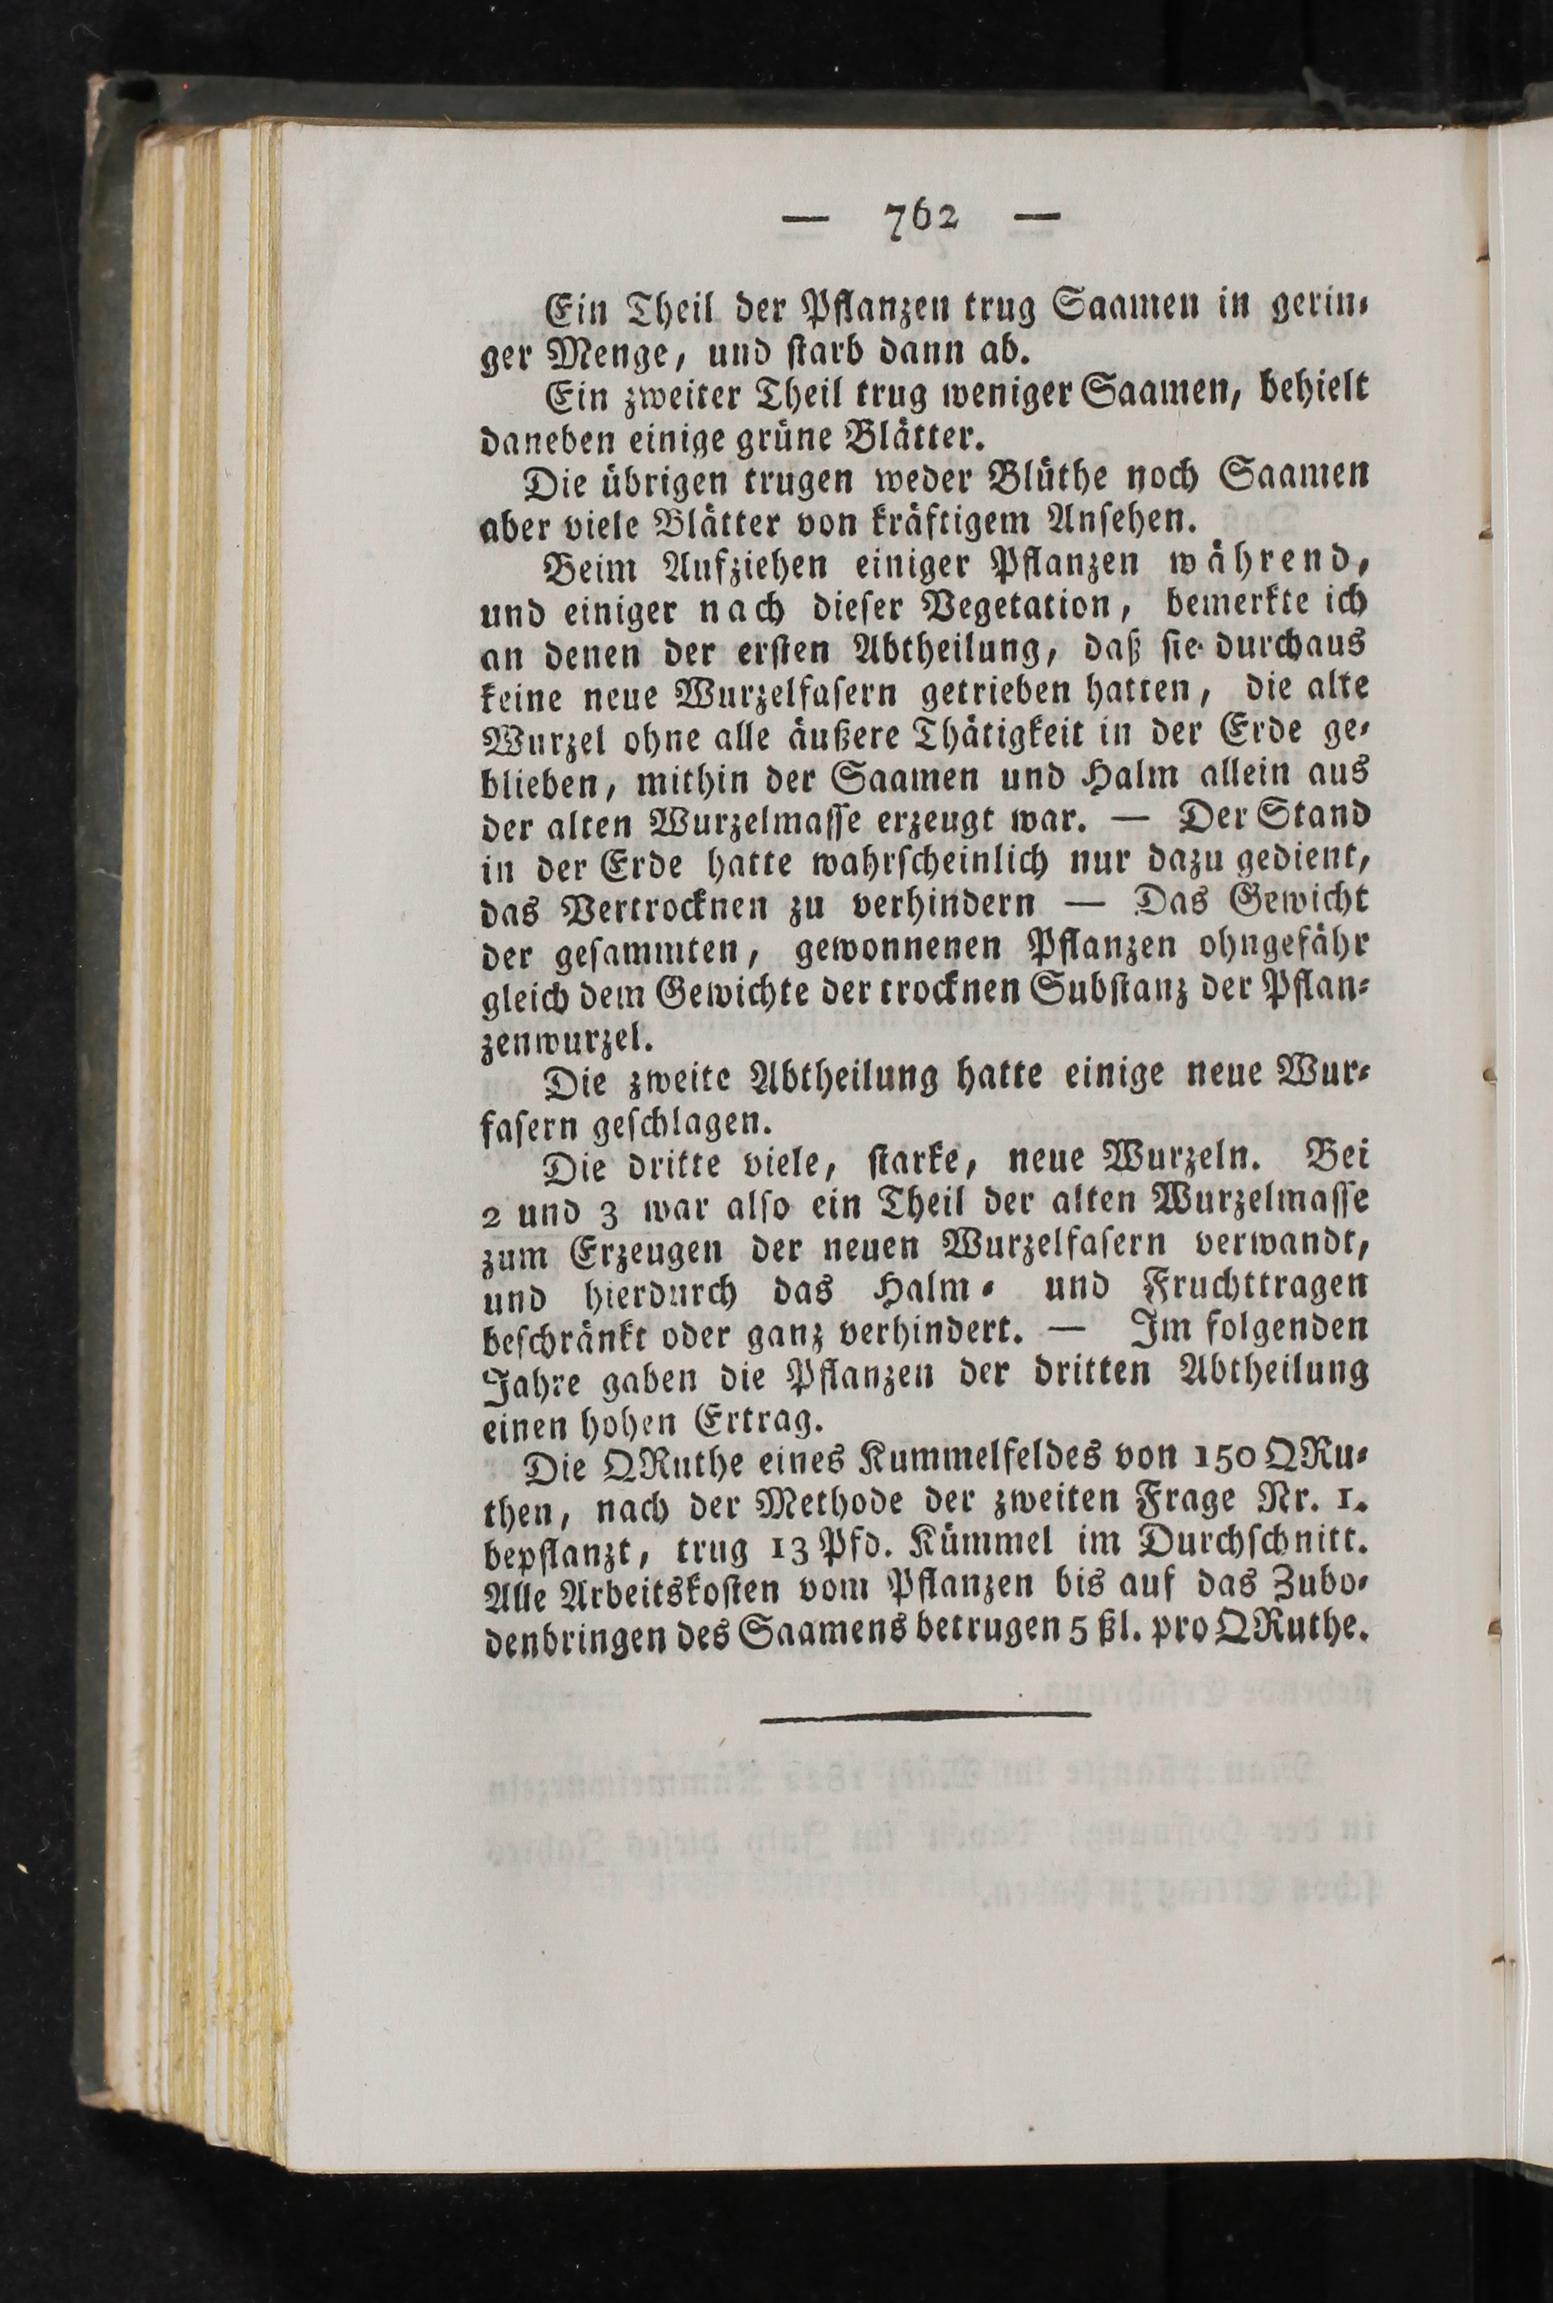 — 762 —
Ein Theil der Pflanzen trug Saamen in gerin-
ger Menge, und starb dann ab.
Ein zweiter Theil trug weniger Saamen, behielt
daneben einige grüne Blätter.
Die übrigen trugen weder Blüthe noch Saamen
aber viele Blätter von kräftigem Ansehen.
Beim Aufziehen einiger Pflanzen während,
und einiger nach dieser Vegetation, bemerkte ich
an denen der ersten Abtheilung, daß sie durchaus
keine neue Wurzelfasern getrieben hatten, die alte
Wurzel ohne alle äußere Thätigkeit in der Erde ge-
blieben, mithin der Saamen und Halm allein aus
der alten Wurzelmasse erzeugt war. — Der Stand
in der Erde hatte wahrscheinlich nur dazu gedient,
das Vertrocknen zu verhindern — Das Gewicht
der gesammten, gewonnenen Pflanzen ohngefähr
gleich dem Gewichte der trocknen Substanz der Pflan-
zenwurzel.
Die zweite Abtheilung hatte einige neue Wur-
fasern geschlagen.
Die dritte viele, starke, neue Wurzeln. Bei
2 und 3 war also ein Theil der alten Wurzelmasse
zum Erzeugen der neuen Wurzelfasern verwandt,
und hierdurch das Halm- und Fruchttragen
beschränkt oder ganz verhindert. — Im folgenden
Jahre gaben die Pflanzen der dritten Abtheilung
einen hohen Ertrag.
Die QRuthe eines Kummelfeldes von 150 QRu-
then, nach der Methode der zweiten Frage Nr. 1.
bepflanzt, trug 13 Pfd. Kümmel im Durchschnitt.
Alle Arbeitskosten vom Pflanzen bis auf das Zubo-
denbringen des Saamens betrugen 5 ßl. pro QRuthe.